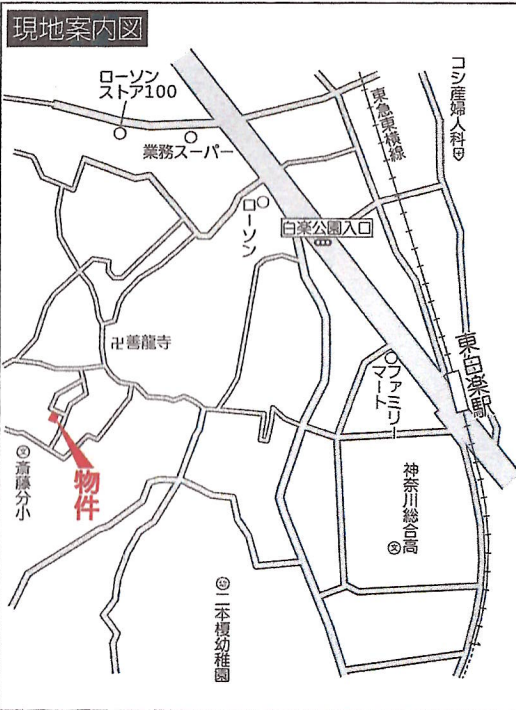 現地案内図
ローソン
ストア100
業務スーパー
ローソン
白楽公園入口
東急東横線
コシ産婦人科
卍善龍寺
ファミリー
マート
東白楽駅
物件
文
斎藤分小
神奈川総合高
文
二本榎幼稚園